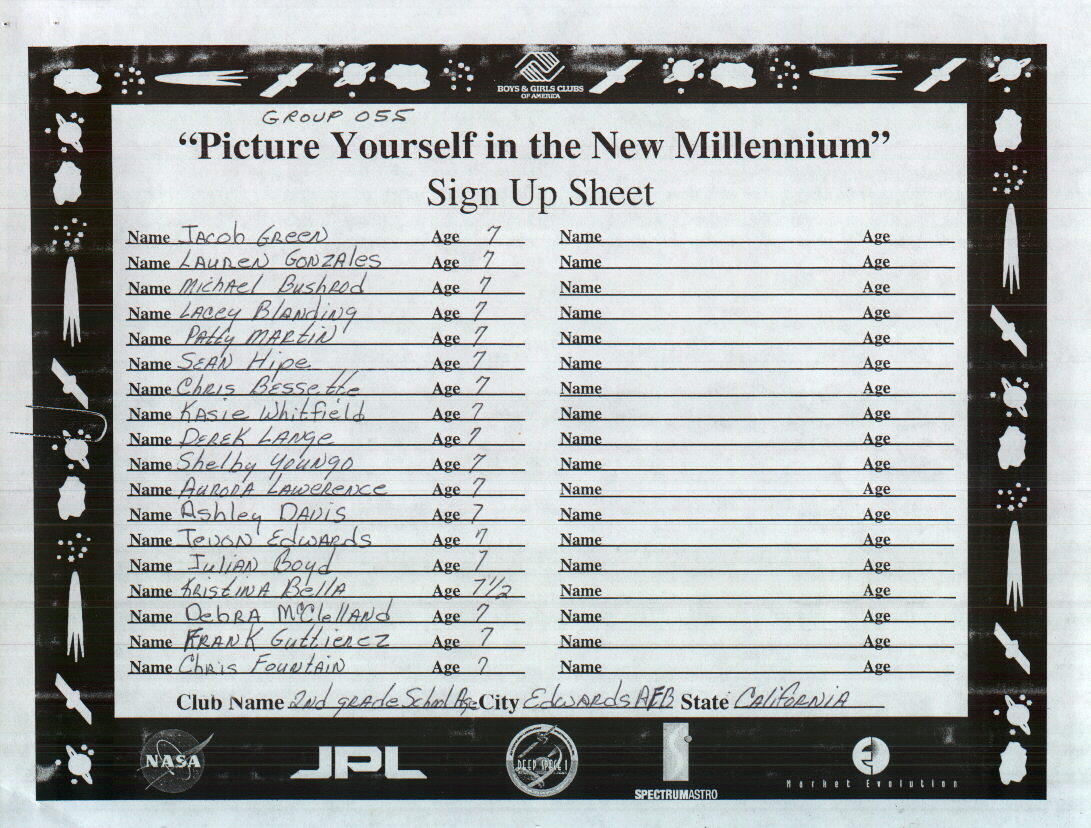 BOYS & GIRLS CLUBS
OF AMERICA
GROUP 055
“Picture Yourself in the New Millennium”
Sign Up Sheet
Name Jacob Green Age 7 Name Age
Name Lauren Gonzales Age 7 Name Age
Name Michael Bushrod Age 7 Name Age
Name Lacey Blanding Age 7 Name Age
Name Patty Martin Age 7 Name Age
Name Sean Hipe Age 7 Name Age
Name Chris Bessette Age 7 Name Age
Name Kasie Whitfield Age 7 Name Age
Name Derek Lange Age 7 Name Age
Name Shelby Youngo Age 7 Name Age
Name Aurora Lawerence Age 7 Name Age
Name Ashley Davis Age 7 Name Age
Name Jevon Edwards Age 7 Name Age
Name Julian Boyd Age 7 Name Age
Name Kristina Bella Age 7 1/2 Name Age
Name Debra McClelland Age 7 Name Age
Name Frank Guttierez Age 7 Name Age
Name Chris Fountain Age 7 Name Age
Club Name 2nd grade School Age City Edwards AFB State California
NASA JPL DEEP SPACE 1 SPECTRUMASTRO Market Evolution